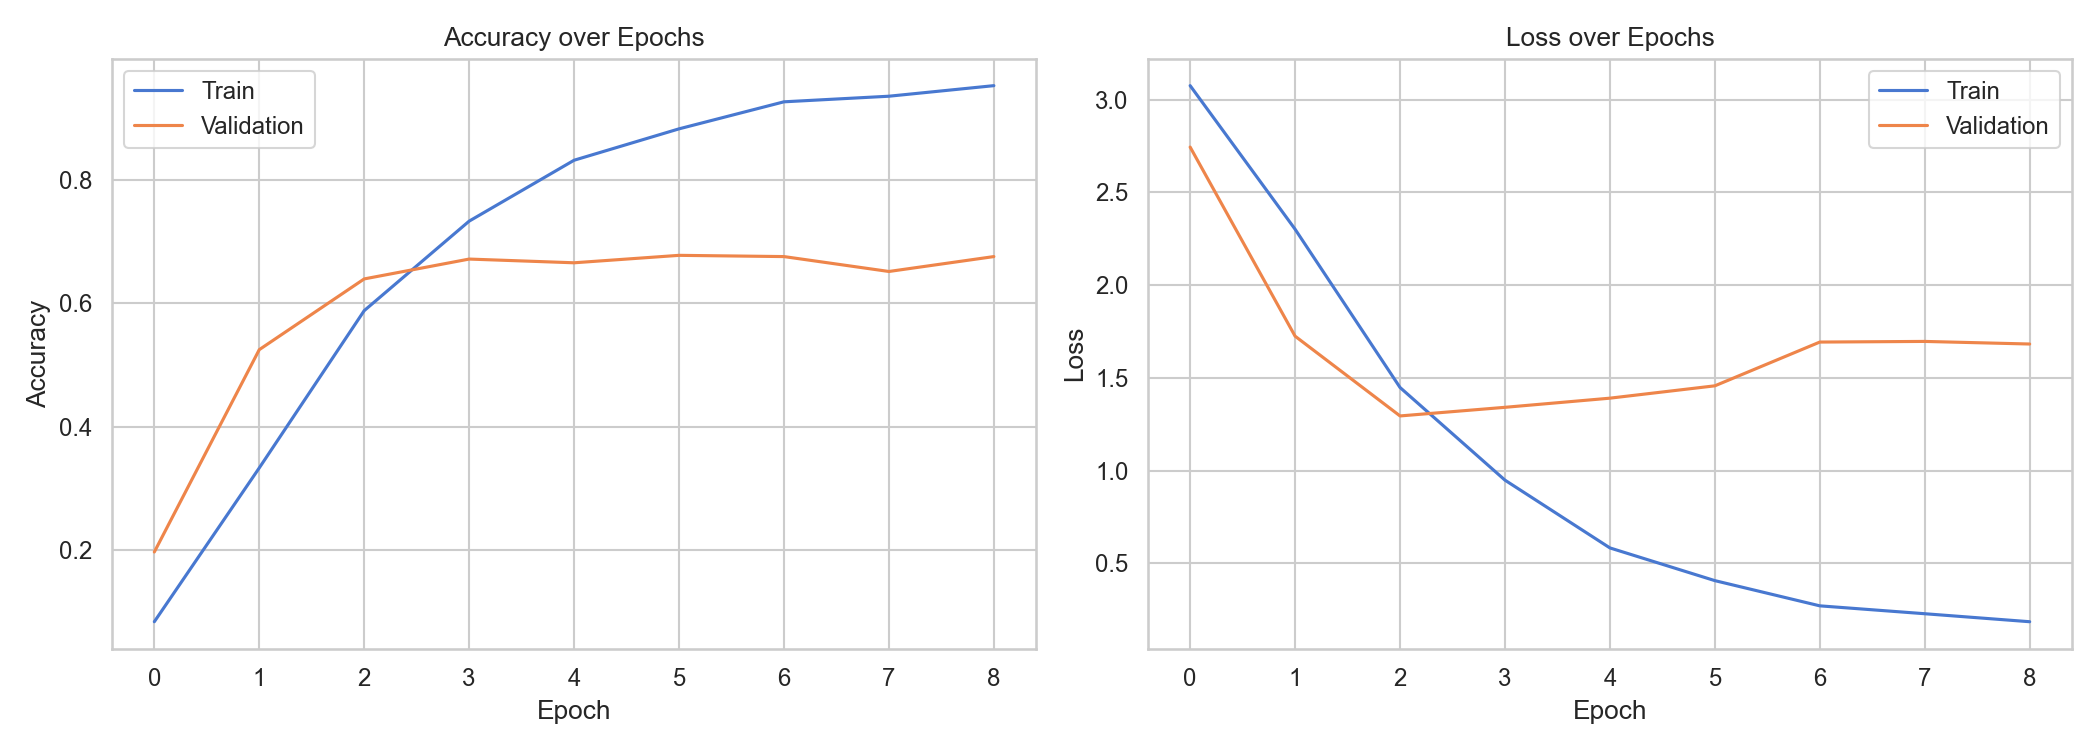 Accuracy over Epochs
Train
Validation
0.8
0.6
0.4
0.2
Accuracy
0 1 2 3 4 5 6 7 8
Epoch
Loss over Epochs
Train
Validation
3.0
2.5
2.0
1.5
1.0
0.5
Loss
0 1 2 3 4 5 6 7 8
Epoch